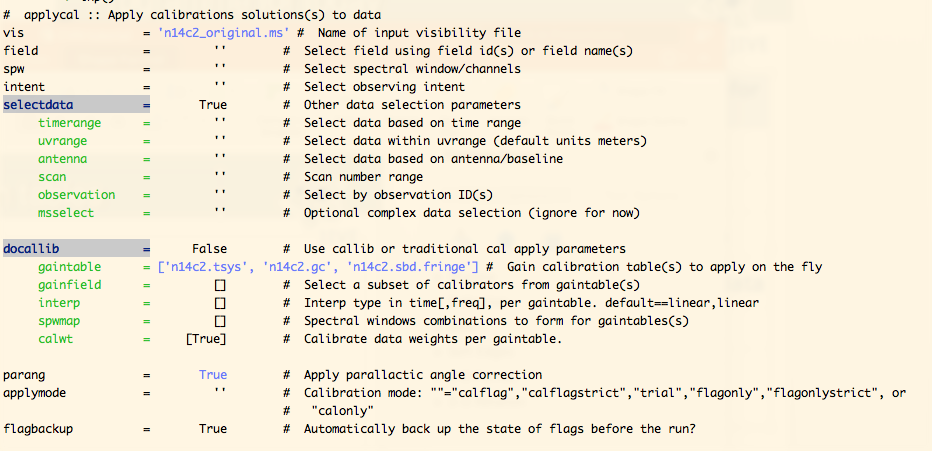 #  applycal :: Apply calibrations solutions(s) to data
vis                 = 'n14c2_original.ms' #  Name of input visibility file
field               =         ''        #  Select field using field id(s) or field name(s)
spw                 =         ''        #  Select spectral window/channels
intent              =         ''        #  Select observing intent
selectdata          =       True        #  Other data selection parameters
     timerange      =         ''        #  Select data based on time range
     uvrange        =         ''        #  Select data within uvrange (default units meters)
     antenna        =         ''        #  Select data based on antenna/baseline
     scan           =         ''        #  Scan number range
     observation    =         ''        #  Select by observation ID(s)
     msselect       =         ''        #  Optional complex data selection (ignore for now)
docallib            =      False        #  Use callib or traditional cal apply parameters
     gaintable      = ['n14c2.tsys', 'n14c2.gc', 'n14c2.sbd.fringe'] #  Gain calibration table(s) to apply on the fly
     gainfield      =         []        #  Select a subset of calibrators from gaintable(s)
     interp         =         []        #  Interp type in time[,freq], per gaintable. default==linear,linear
     spwmap         =         []        #  Spectral windows combinations to form for gaintables(s)
     calwt          =     [True]        #  Calibrate data weights per gaintable.
parang              =       True        #  Apply parallactic angle correction
applymode           =         ''        #  Calibration mode: ""="calflag","calflagstrict","trial","flagonly","flagonlystrict", or
                                        #   "calonly"
flagbackup          =       True        #  Automatically back up the state of flags before the run?